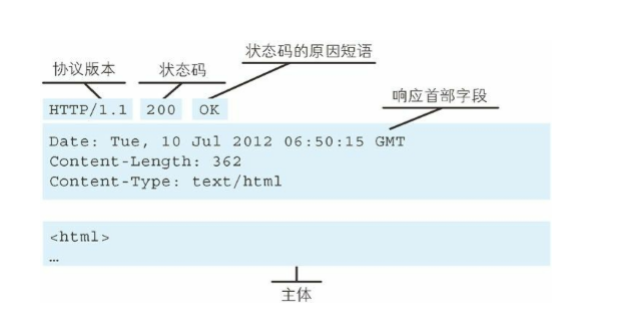 状态码的原因短语
协议版本 状态码
响应首部字段
HTTP/1.1 200 OK
Date: Tue, 10 Jul 2012 06:50:15 GMT
Content-Length: 362
Content-Type: text/html
<html>
…
主体